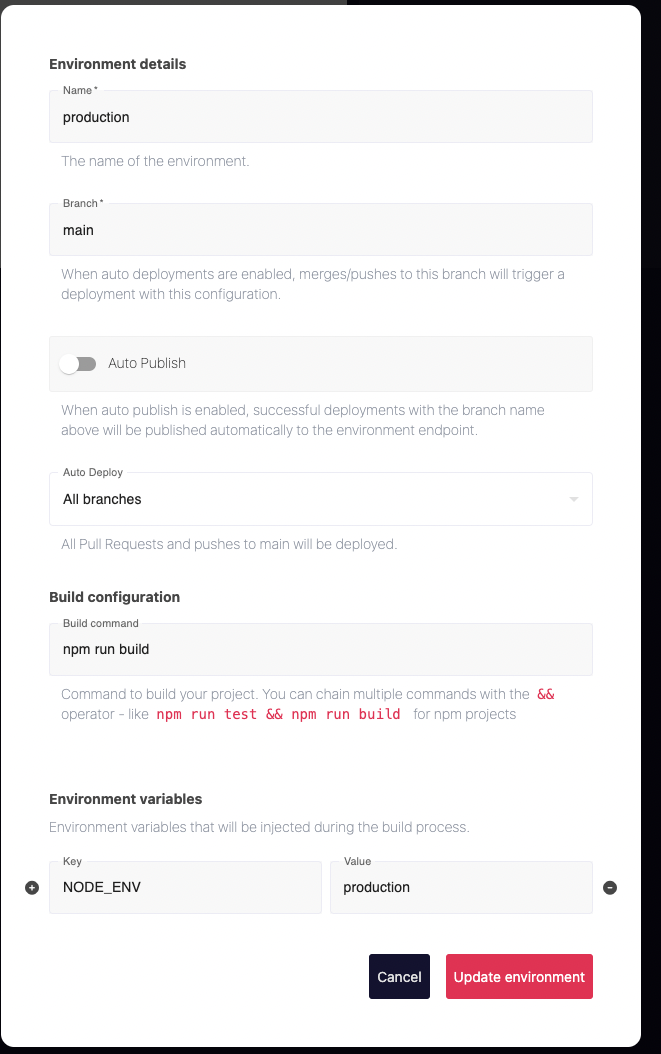 Environment details
Name *
production
The name of the environment.
Branch *
main
When auto deployments are enabled, merges/pushes to this branch will trigger a
deployment with this configuration.
Auto Publish
When auto publish is enabled, successful deployments with the branch name
above will be published automatically to the environment endpoint.
Auto Deploy
All branches
All Pull Requests and pushes to main will be deployed.
Build configuration
Build command
npm run build
Command to build your project. You can chain multiple commands with the &&
operator - like npm run test && npm run build for npm projects
Environment variables
Environment variables that will be injected during the build process.
Key
NODE_ENV
Value
production
Cancel
Update environment